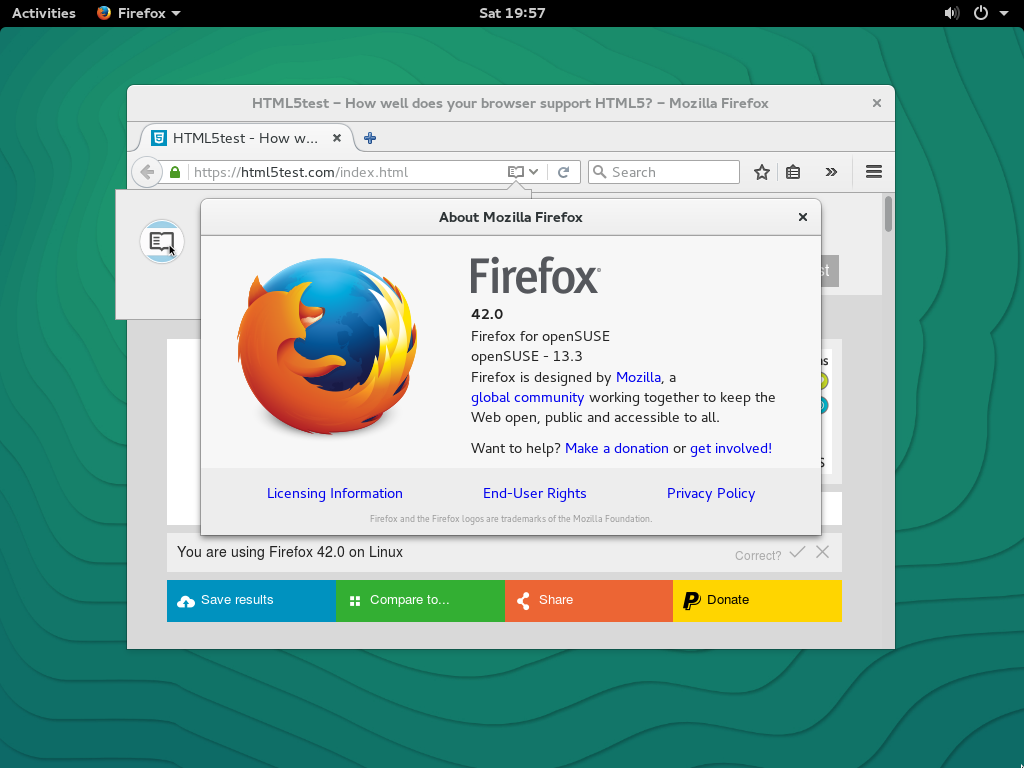 Activities Firefox Sat 19:57
HTML5test – How well does your browser support HTML5? – Mozilla Firefox
HTML5test - How w...
https://html5test.com/index.html Search
About Mozilla Firefox
Firefox
42.0
Firefox for openSUSE
openSUSE - 13.3
Firefox is designed by Mozilla, a
global community working together to keep the
Web open, public and accessible to all.
Want to help? Make a donation or get involved!
Licensing Information End-User Rights Privacy Policy
Firefox and the Firefox logos are trademarks of the Mozilla Foundation.
You are using Firefox 42.0 on Linux Correct?
Save results Compare to... Share Donate